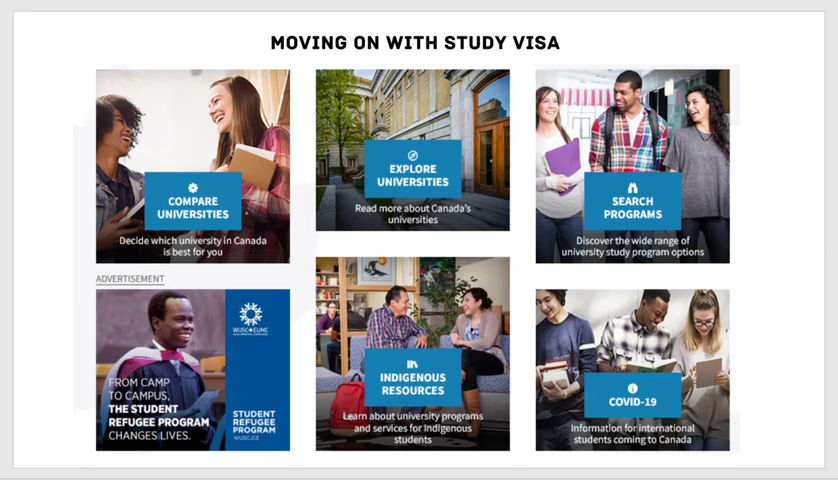 MOVING ON WITH STUDY VISA
COMPARE
UNIVERSITIES
Decide which university in Canada
is best for you
EXPLORE
UNIVERSITIES
Read more about Canada's
universities
SEARCH
PROGRAMS
Discover the wide range of
university study program options
ADVERTISEMENT
FROM CAMP
TO CAMPUS,
THE STUDENT
REFUGEE PROGRAM
CHANGES LIVES.
WUSC EUMC
STUDENT
REFUGEE
PROGRAM
wusc.ca
INDIGENOUS
RESOURCES
Learn about university programs
and services for Indigenous
students
COVID-19
Information for international
students coming to Canada